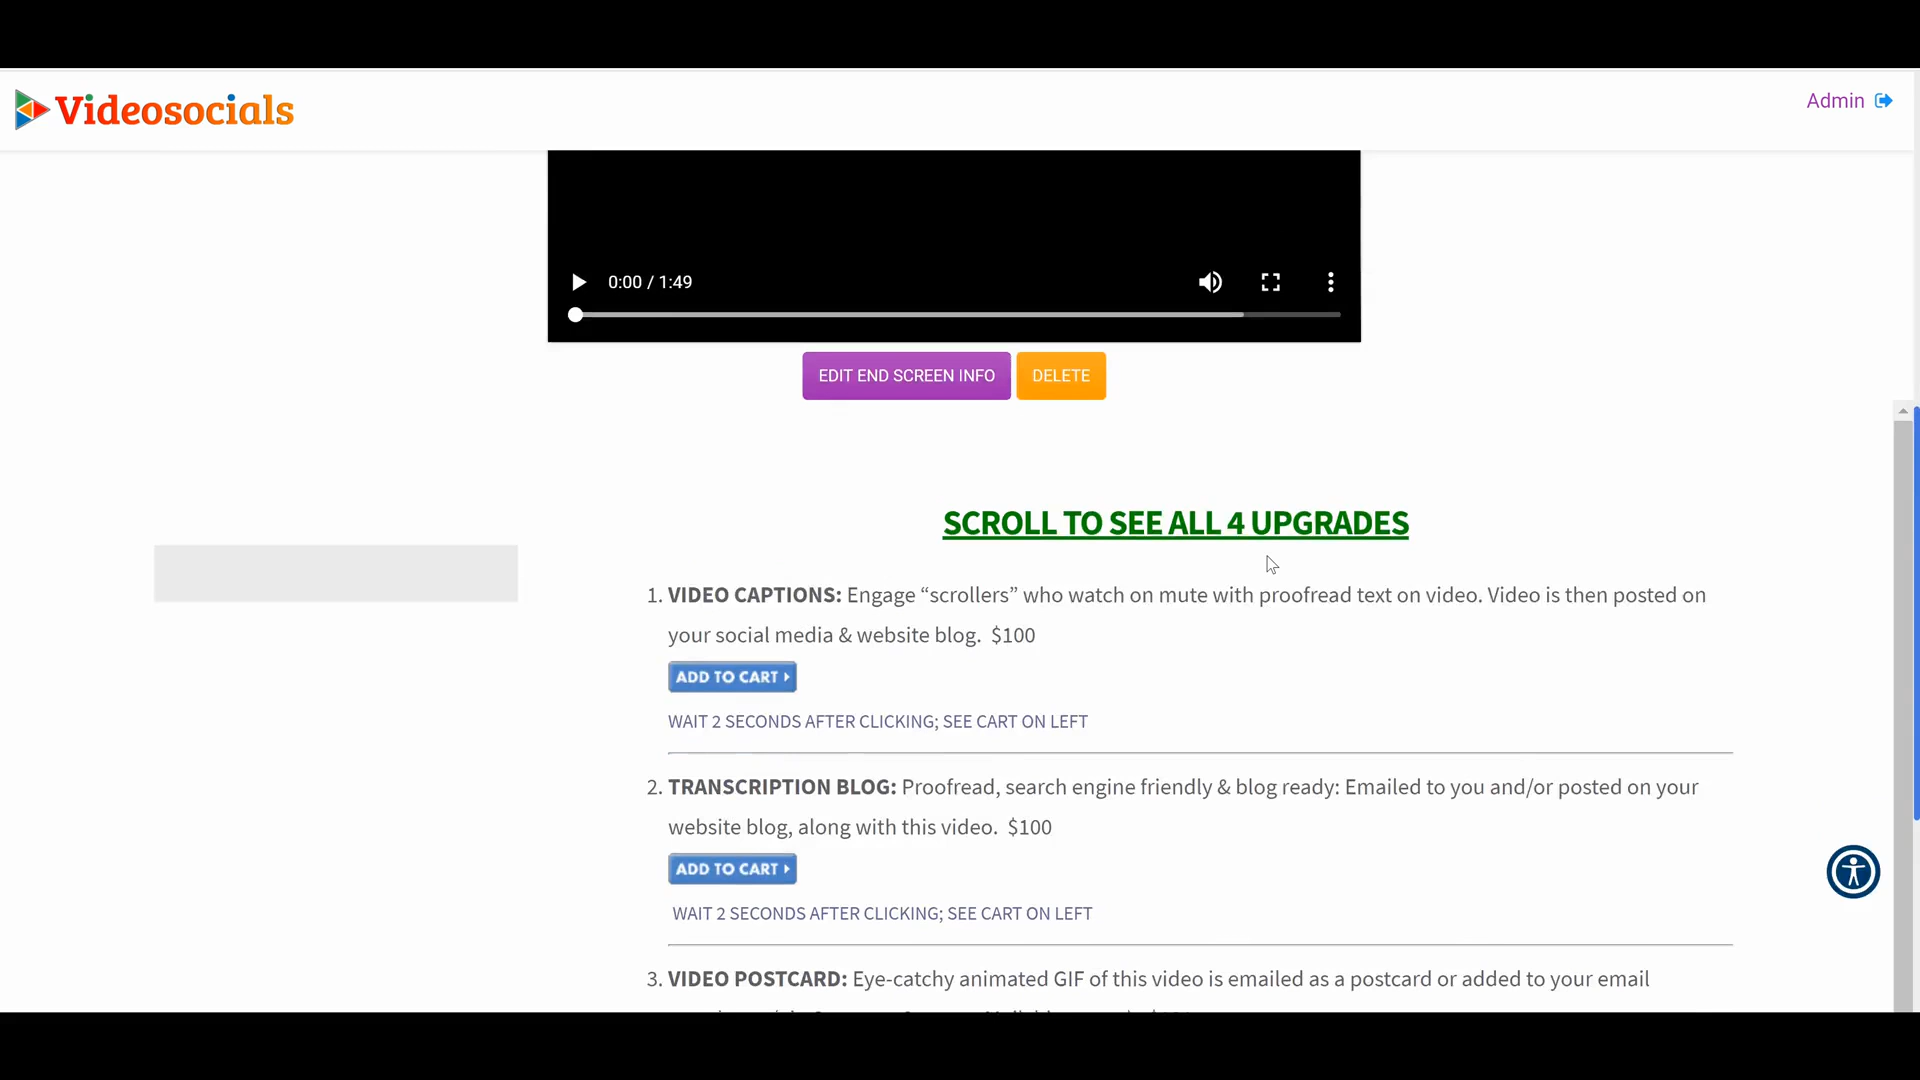 Videosocials
Admin
0:00 / 1:49
EDIT END SCREEN INFO
DELETE
SCROLL TO SEE ALL 4 UPGRADES
1. VIDEO CAPTIONS: Engage “scrollers” who watch on mute with proofread text on video. Video is then posted on
your social media & website blog. $100
ADD TO CART
WAIT 2 SECONDS AFTER CLICKING; SEE CART ON LEFT
2. TRANSCRIPTION BLOG: Proofread, search engine friendly & blog ready: Emailed to you and/or posted on your
website blog, along with this video. $100
ADD TO CART
WAIT 2 SECONDS AFTER CLICKING; SEE CART ON LEFT
3. VIDEO POSTCARD: Eye-catchy animated GIF of this video is emailed as a postcard or added to your email